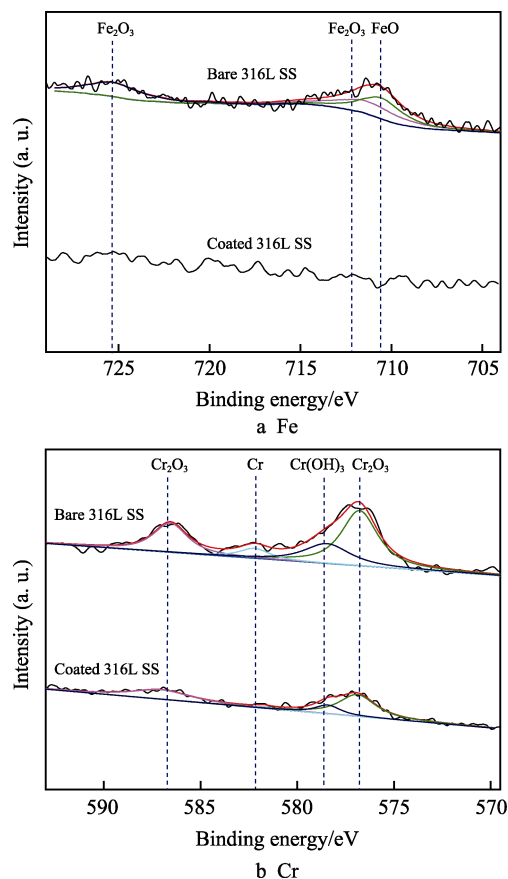 Fe₂O₃ Fe₂O₃ FeO
Bare 316L SS
Coated 316L SS
Intensity (a. u.)
725 720 715 710 705
Binding energy/eV
a Fe
Cr₂O₃ Cr Cr(OH)₃ Cr₂O₃
Bare 316L SS
Coated 316L SS
Intensity (a. u.)
590 585 580 575 570
Binding energy/eV
b Cr